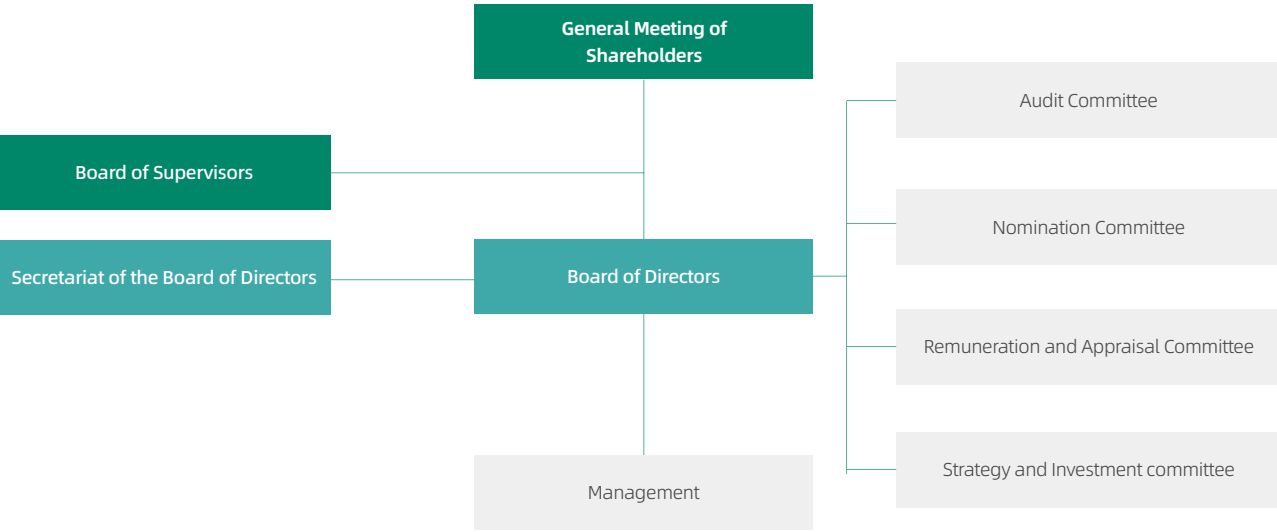 General Meeting of
Shareholders
Audit Committee
Board of Supervisors
Nomination Committee
Secretariat of the Board of Directors
Board of Directors
Remuneration and Appraisal Committee
Strategy and Investment committee
Management